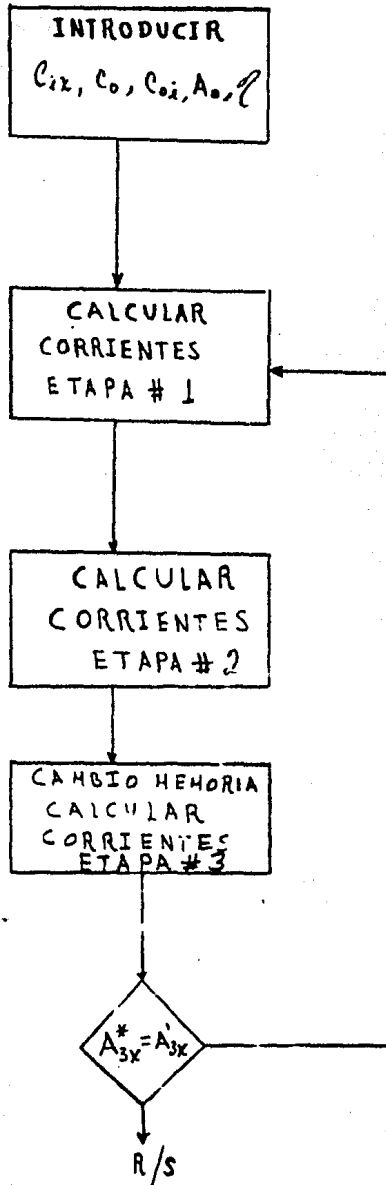 INTRODUCIR
Cix, Co, Coi, Ao, η
CALCULAR
CORRIENTES
ETAPA # 1
CALCULAR
CORRIENTES
ETAPA # 2
CAMBIO MEMORIA
CALCULAR
CORRIENTES
ETAPA # 3
A*3x = A'3x
R/S